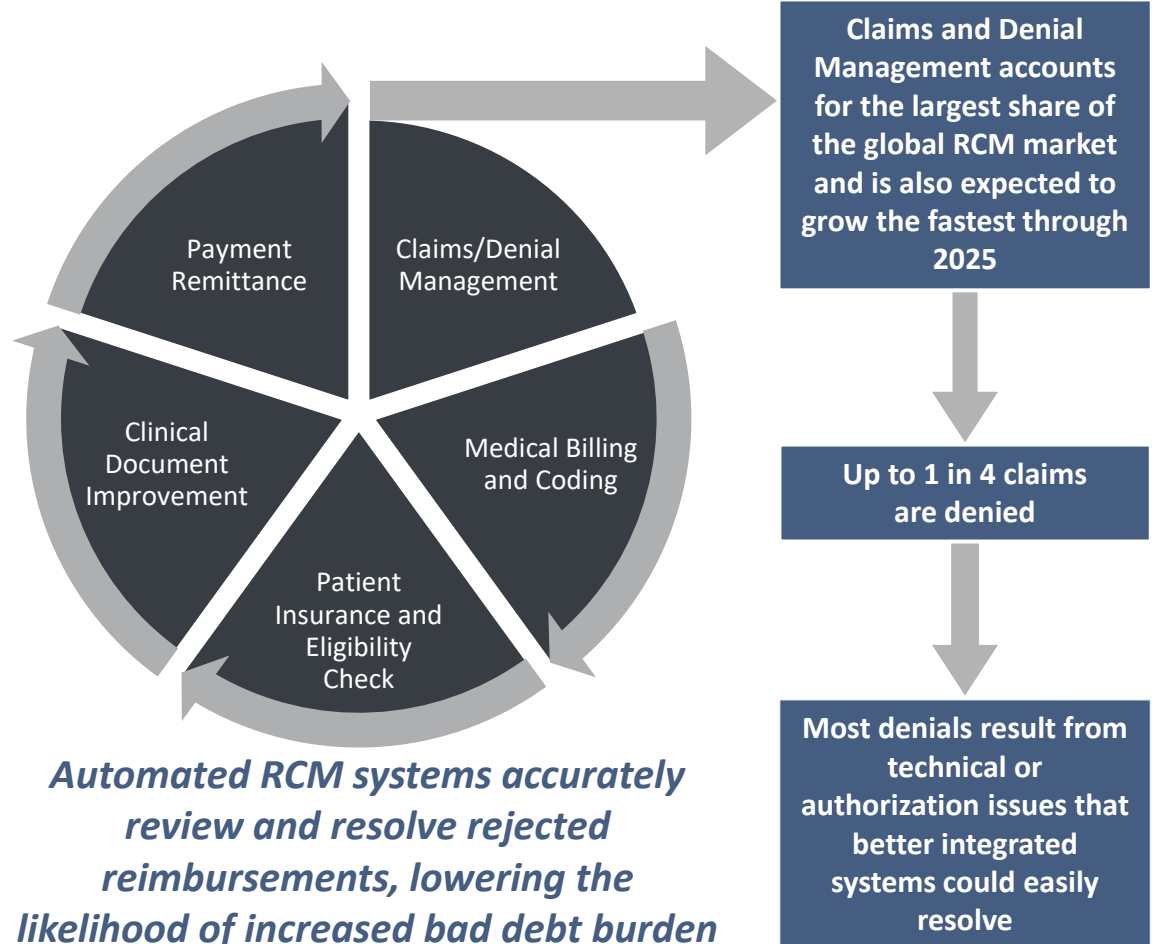 Payment
Remittance
Claims/Denial
Management
Medical Billing
and Coding
Patient
Insurance and
Eligibility
Check
Clinical
Document
Improvement
Automated RCM systems accurately
review and resolve rejected
reimbursements, lowering the
likelihood of increased bad debt burden
Claims and Denial
Management accounts
for the largest share of
the global RCM market
and is also expected to
grow the fastest through
2025
Up to 1 in 4 claims
are denied
Most denials result from
technical or
authorization issues that
better integrated
systems could easily
resolve